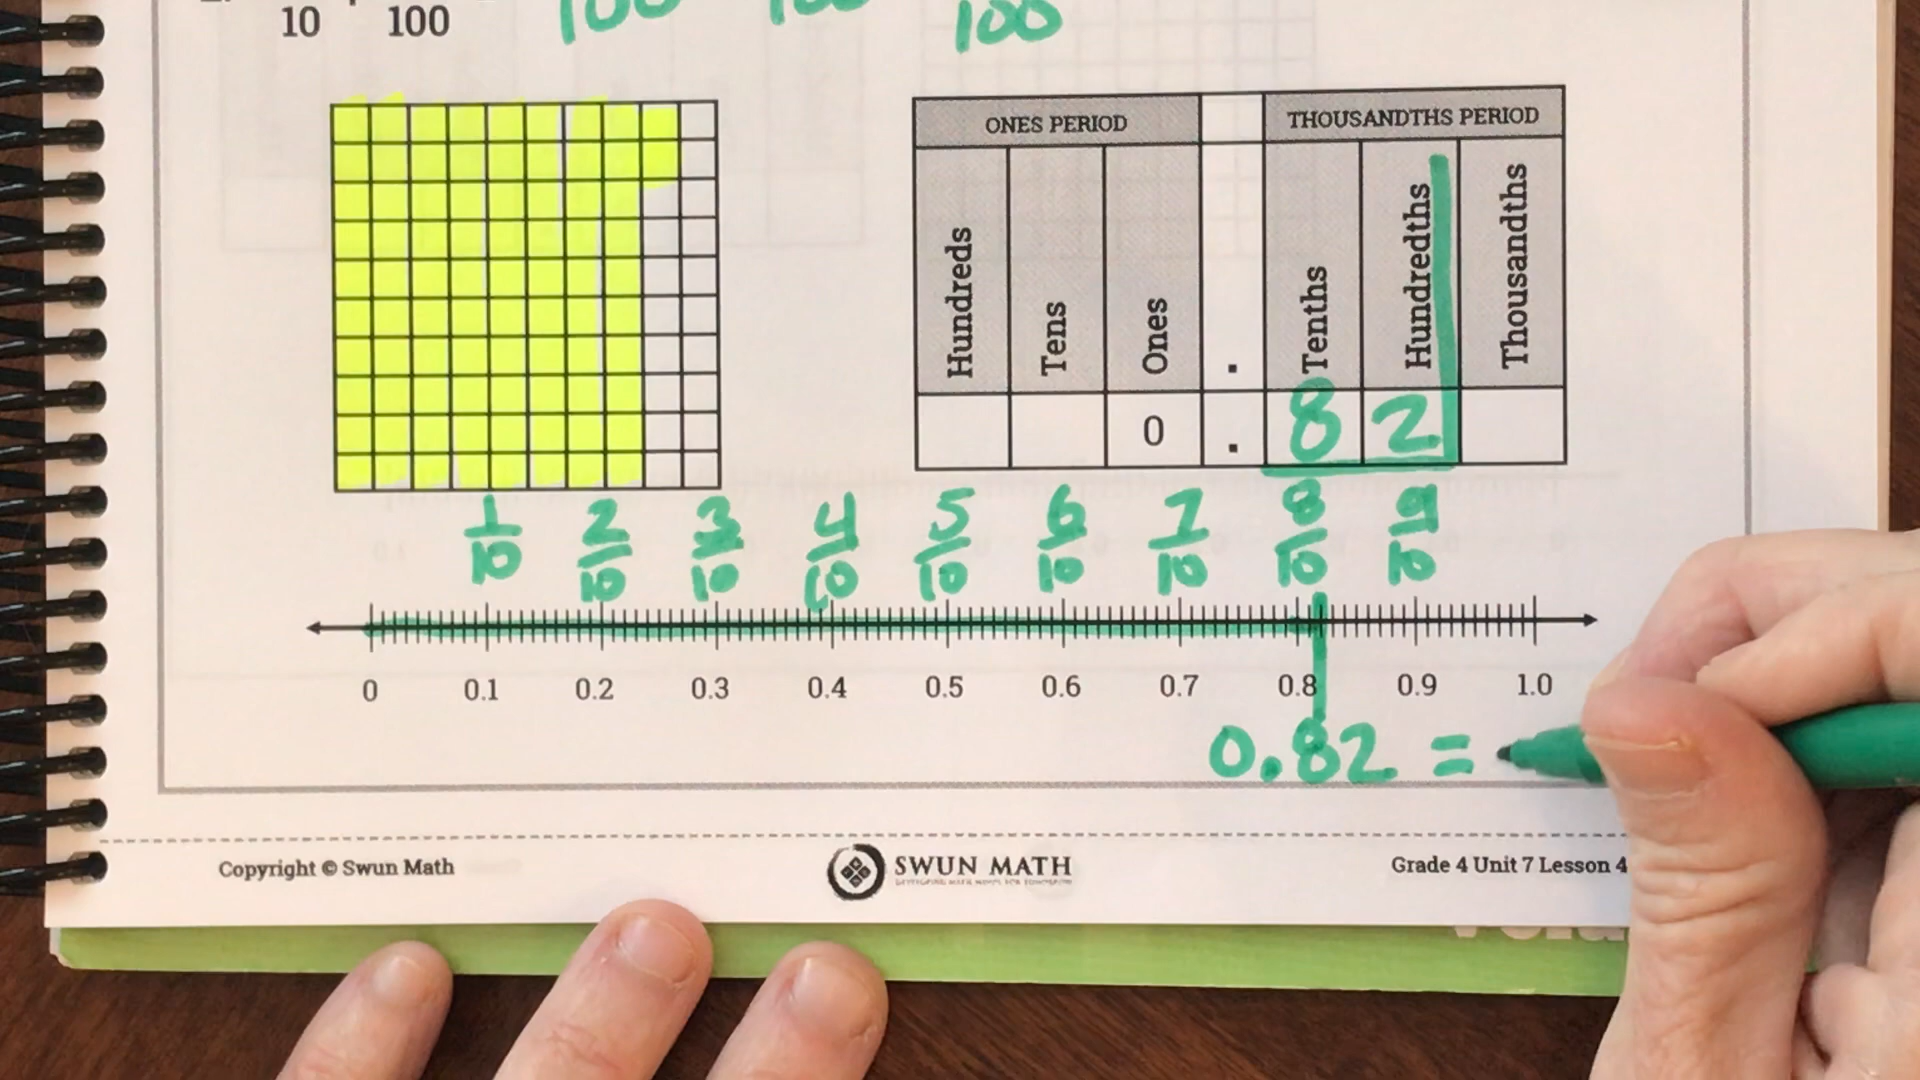 10 100 100 100 100
ONES PERIOD THOUSANDTHS PERIOD
Hundreds Tens Ones . Tenths Hundredths Thousandths
0 . 8 2
1/10 2/10 3/10 4/10 5/10 6/10 7/10 8/10 9/10
0 0.1 0.2 0.3 0.4 0.5 0.6 0.7 0.8 0.9 1.0
0.82 =
Copyright © Swun Math SWUN MATH Grade 4 Unit 7 Lesson 4